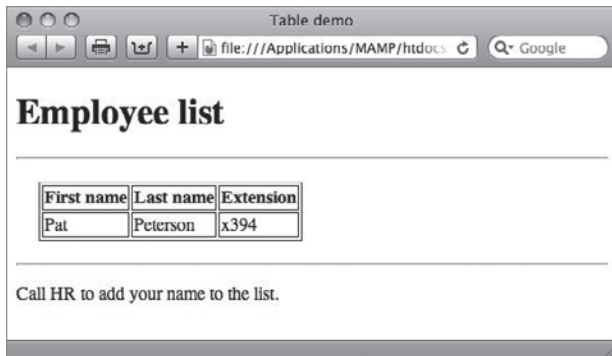 Table demo
file:///Applications/MAMP/htdocs
Google
Employee list
First name Last name Extension
Pat Peterson x394
Call HR to add your name to the list.